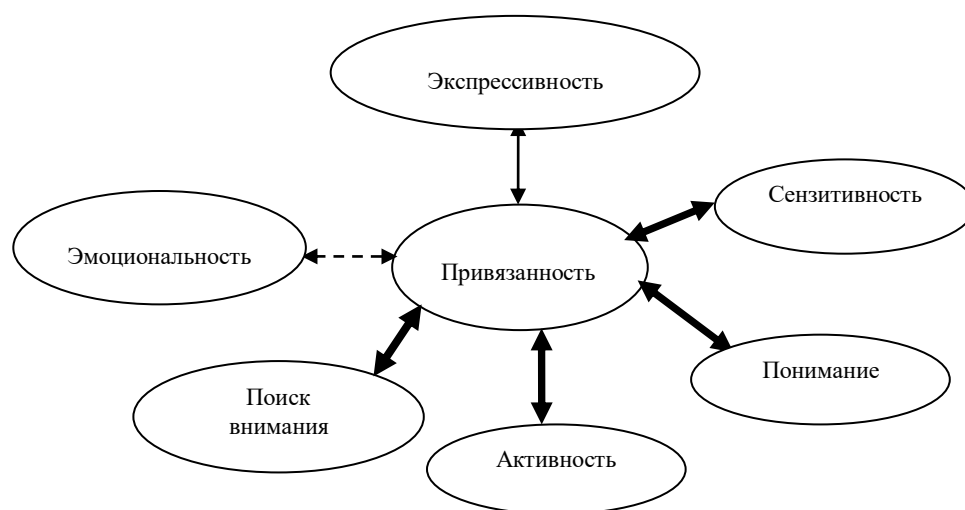 Экспрессивность
Сензитивность
Эмоциональность
Привязанность
Понимание
Поиск
внимания
Активность